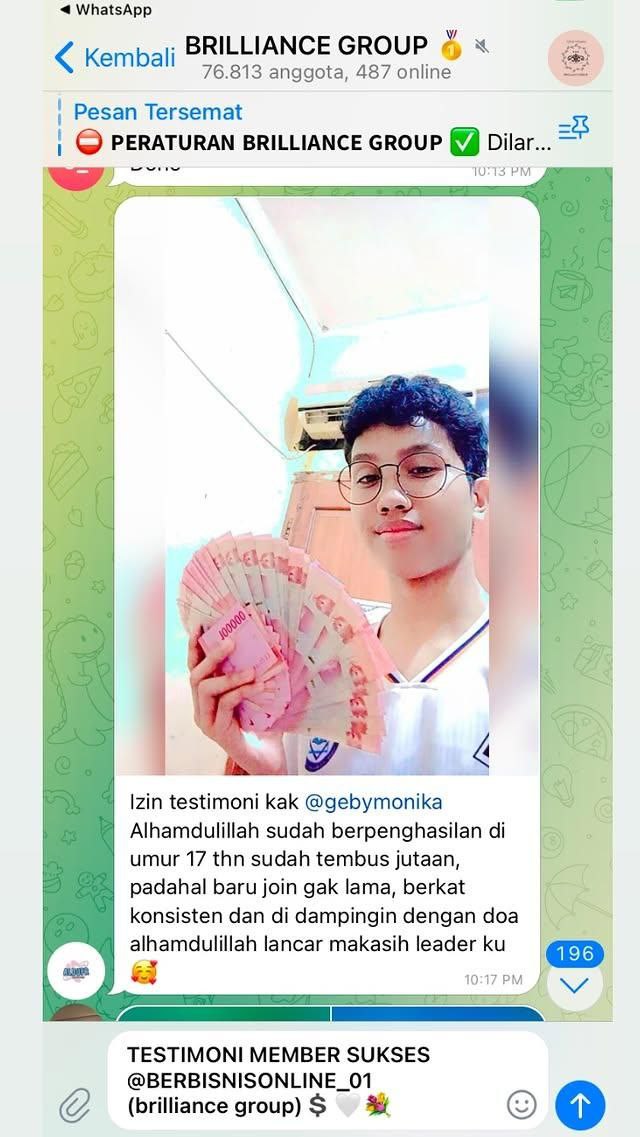 WhatsApp
Kembali
BRILLIANCE GROUP 🥇
76.813 anggota, 487 online
Pesan Tersemat
⛔ PERATURAN BRILLIANCE GROUP ✅ Dilar...
10:13 PM
100000
Izin testimoni kak @gebymonika
Alhamdulillah sudah berpenghasilan di
umur 17 thn sudah tembus jutaan,
padahal baru join gak lama, berkat
konsisten dan di dampingin dengan doa
alhamdulillah lancar makasih leader ku
🥰
10:17 PM
196
TESTIMONI MEMBER SUKSES
@BERBISNISONLINE_01
(brilliance group) $ 🤍💐